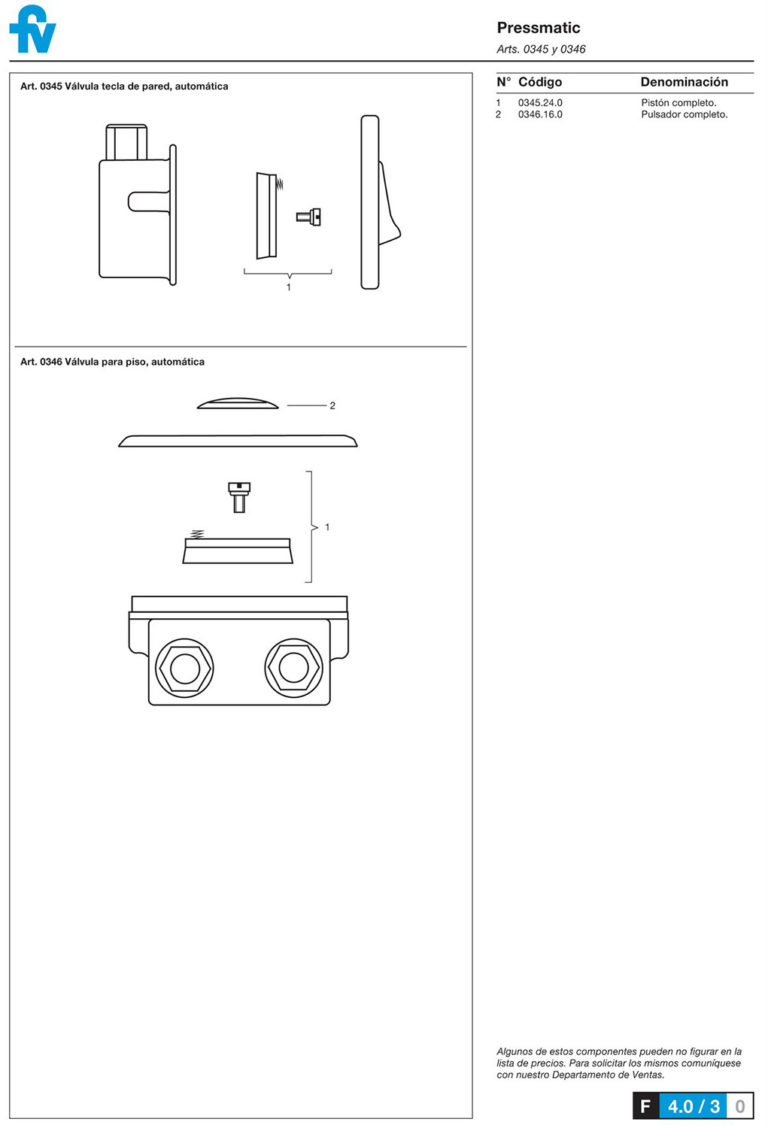 fv
Pressmatic
Arts. 0345 y 0346
Art. 0345 Válvula tecla de pared, automática
1
Art. 0346 Válvula para piso, automática
2
1
N° Código Denominación
1 0345.24.0 Pistón completo.
2 0346.16.0 Pulsador completo.
Algunos de estos componentes pueden no figurar en la
lista de precios. Para solicitar los mismos comuníquese
con nuestro Departamento de Ventas.
F 4.0 / 3 0